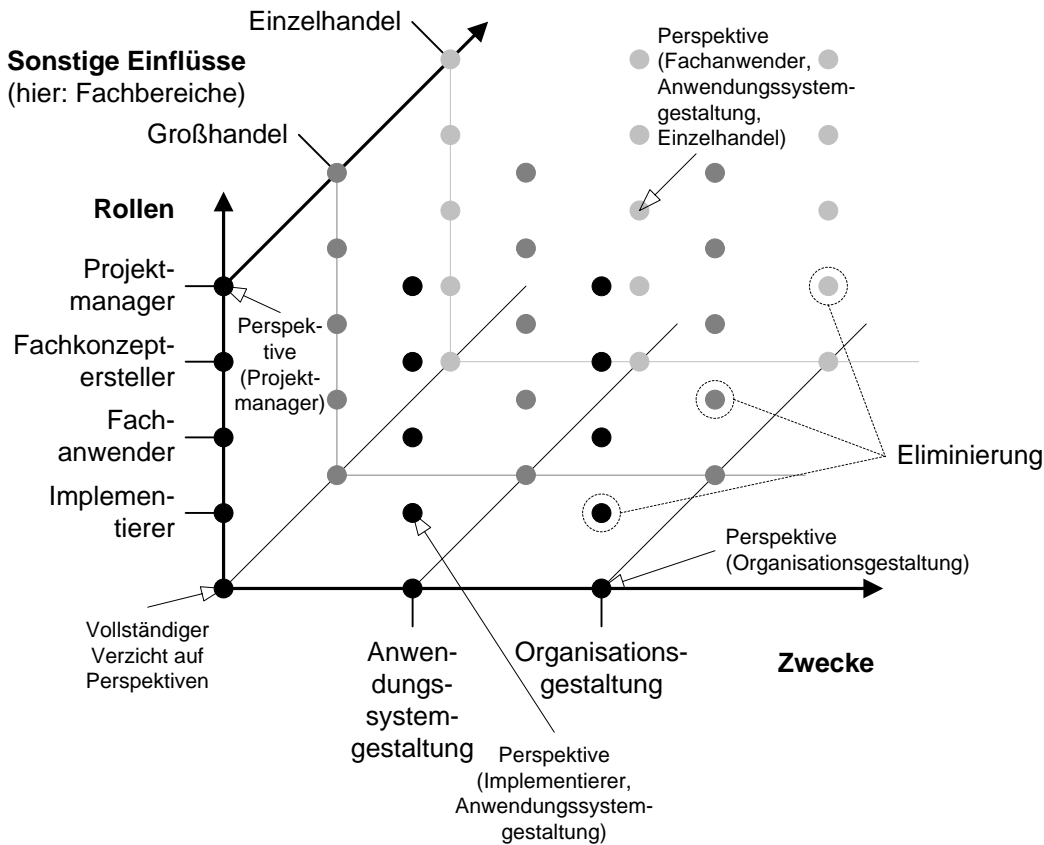 Einzelhandel
Sonstige Einflüsse
(hier: Fachbereiche)
Großhandel
Perspektive
(Fachanwender,
Anwendungssystem-
gestaltung,
Einzelhandel)
Rollen
Projekt-
manager
Fachkonzept-
ersteller
Fach-
anwender
Implemen-
tierer
Perspek-
tive
(Projekt-
manager)
Eliminierung
Perspektive
(Organisationsgestaltung)
Vollständiger
Verzicht auf
Perspektiven
Anwen-
dungs-
system-
gestaltung
Organisations-
gestaltung
Zwecke
Perspektive
(Implementierer,
Anwendungssystem-
gestaltung)